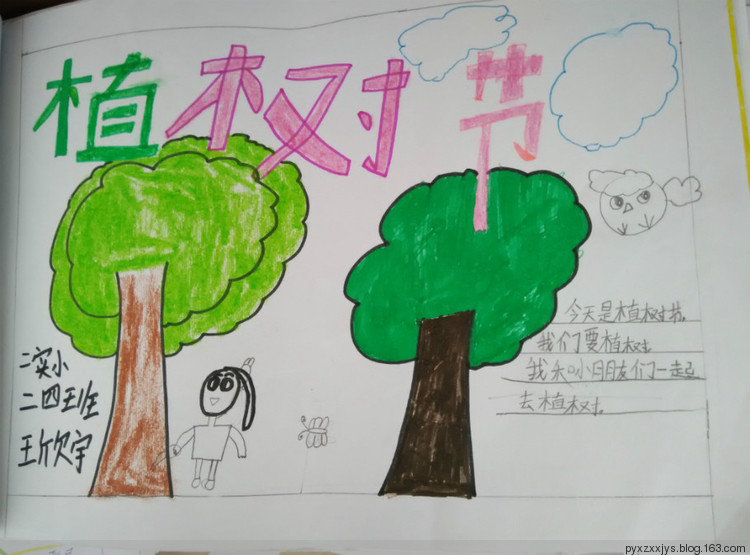 植树节
今天是植树节。
我们要植树
我和小朋友们一起
去植树。
二实小
二四班
王欣宇
pyxzxxjys.blog.163.com